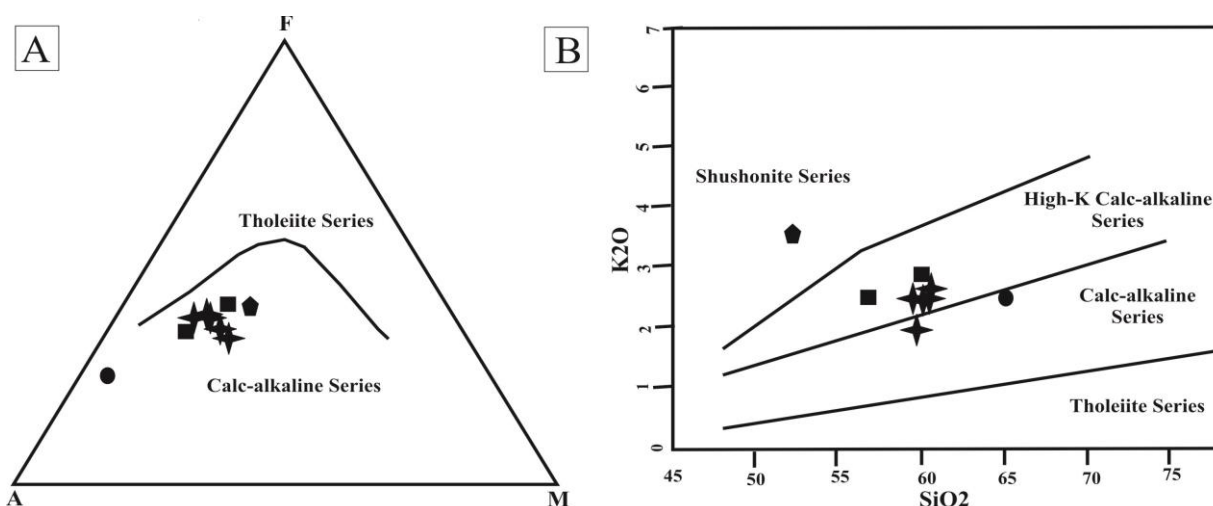 A
F
Tholeiite Series
Calc-alkaline Series
A
M
B
K2O
7
6
5
4
3
2
1
0
Shushonite Series
High-K Calc-alkaline
Series
Calc-alkaline
Series
Tholeiite Series
45
50
55
60
65
70
75
SiO2